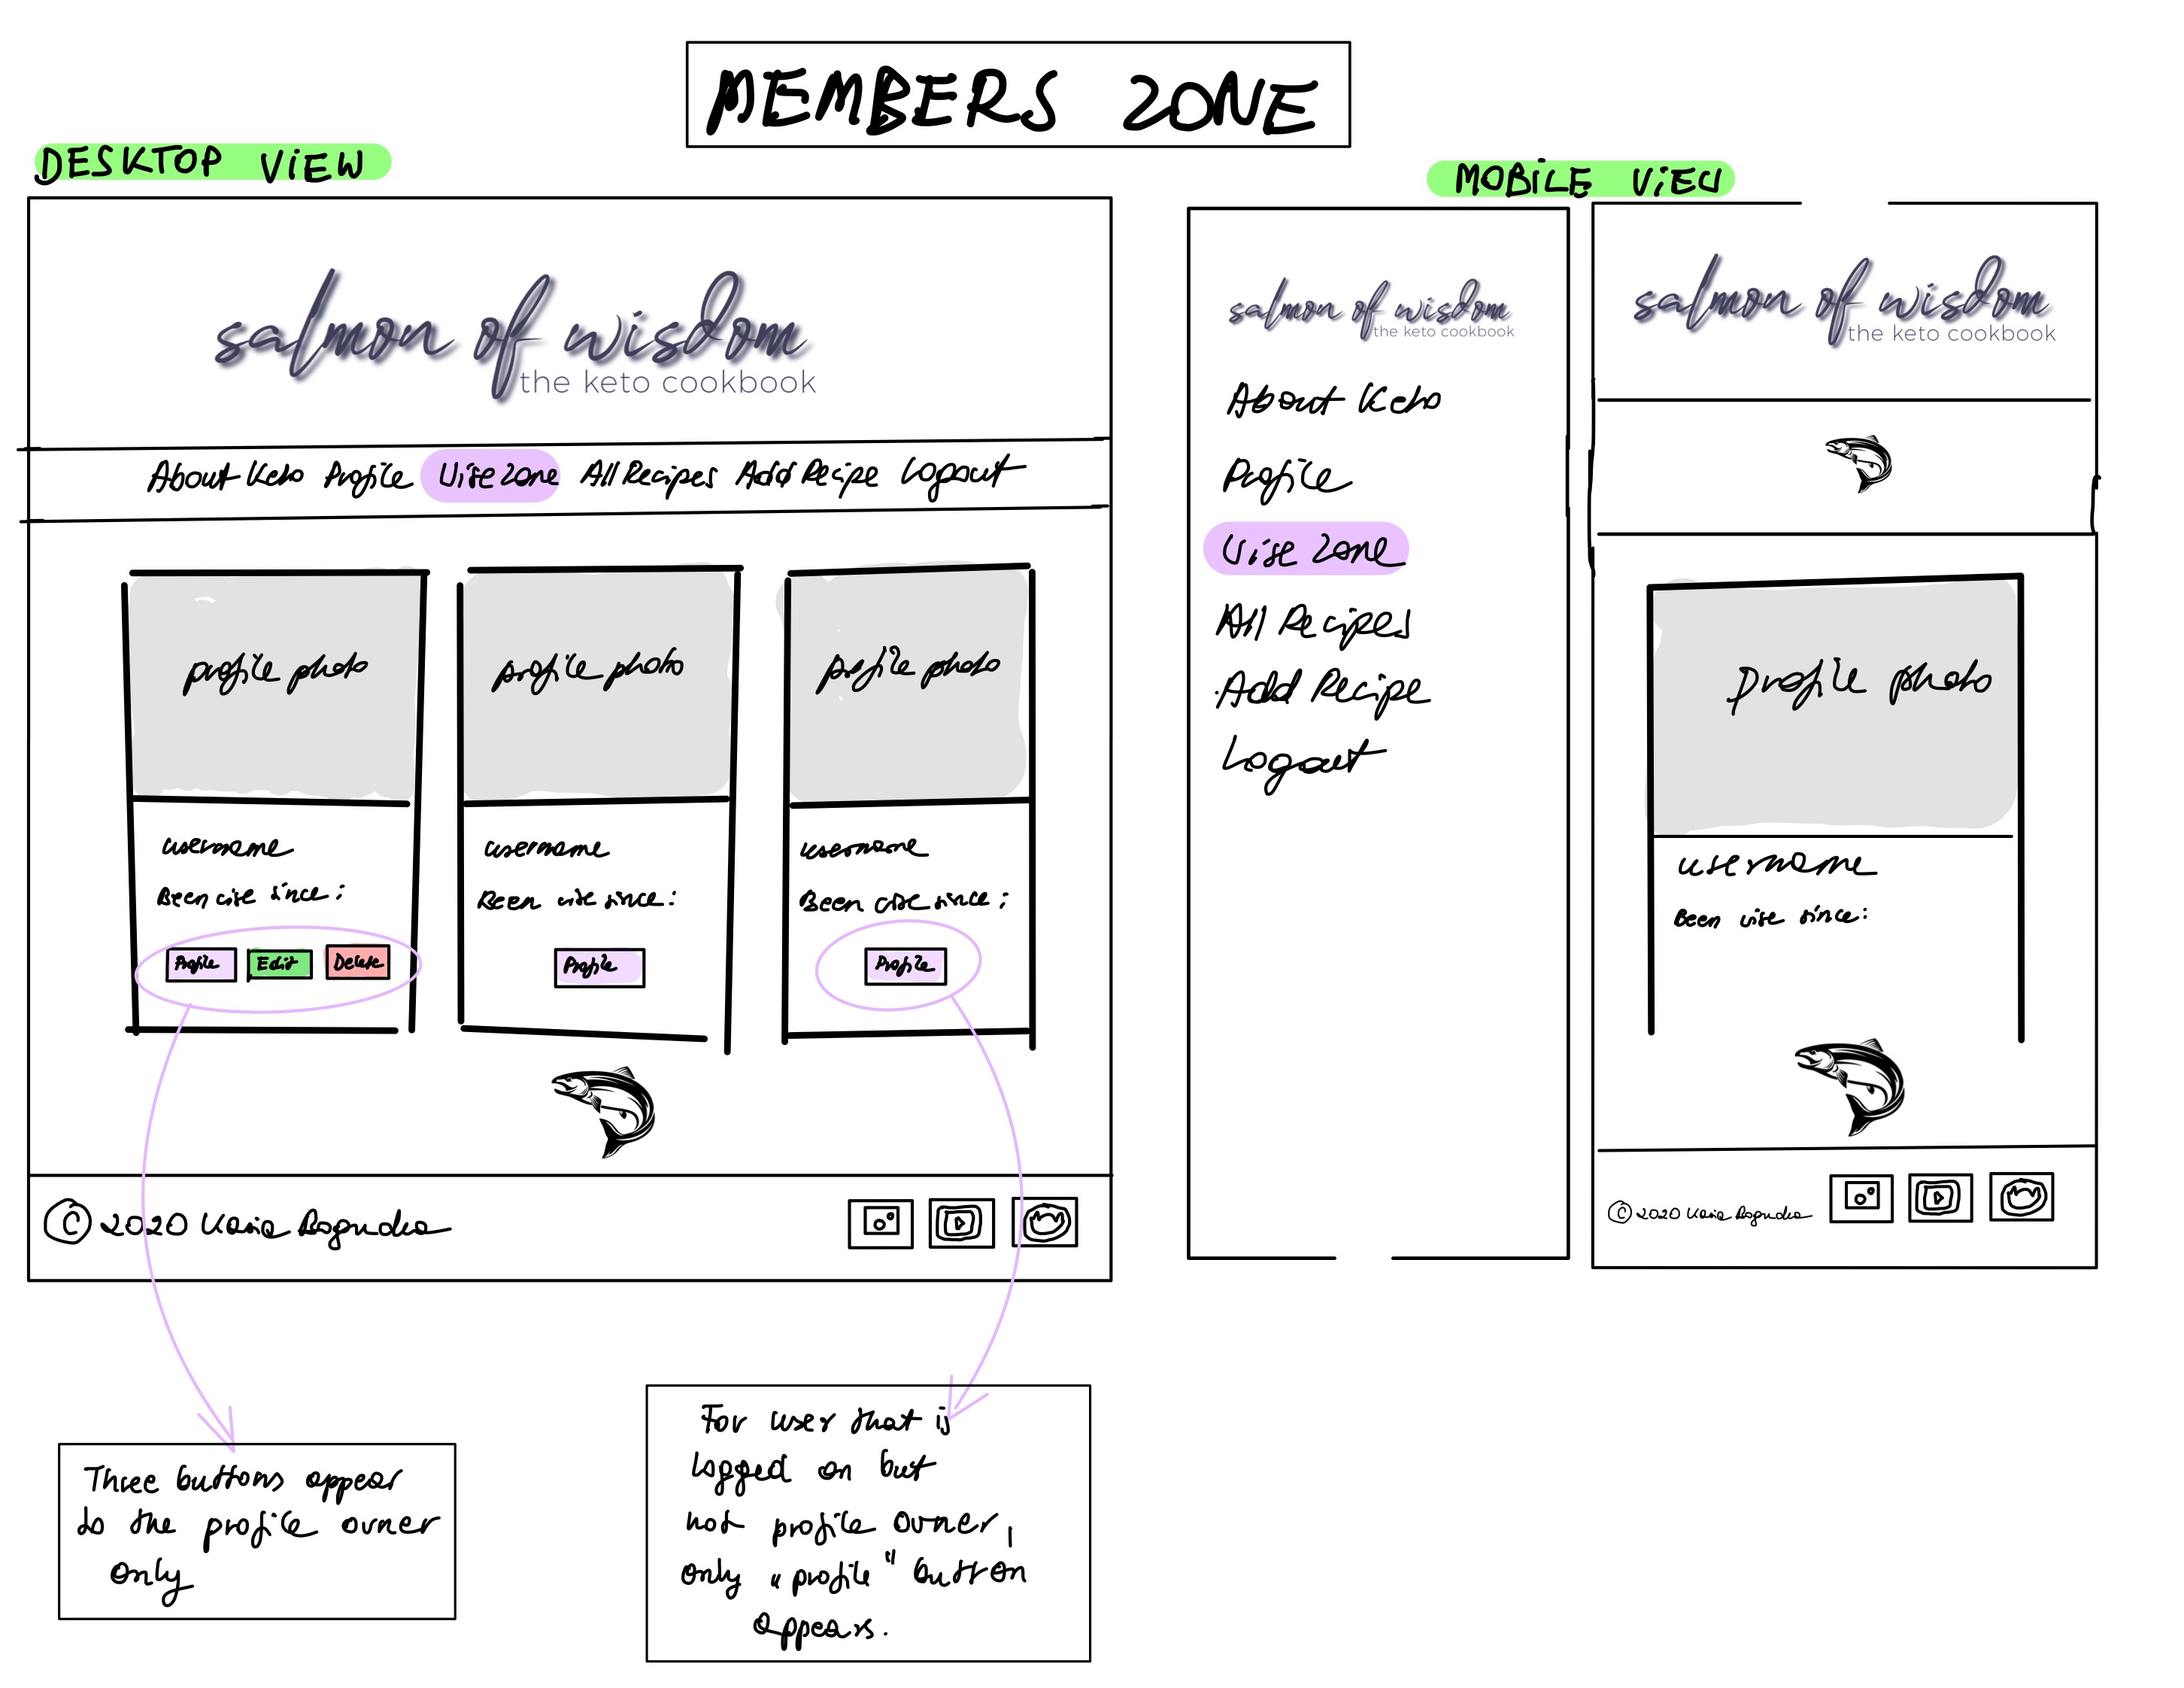 MEMBERS ZONE
DESKTOP VIEW
salmon of wisdom
the keto cookbook
About Keto Profile Wise Zone All Recipes Add Recipe Logout
profile photo
username
Been wise since:
Profile Edit Delete
profile photo
username
Been wise since:
Profile
profile photo
username
Been wise since:
Profile
© 2020 Kasia
Three buttons appear
to the profile owner
only
For user that is
logged on but
not profile owner,
only "profile" button
appears.
MOBILE VIEW
salmon of wisdom
the keto cookbook
About Keto
Profile
Wise Zone
All Recipes
Add Recipe
Logout
salmon of wisdom
the keto cookbook
Profile photo
username
Been wise since:
© 2020 Kasia